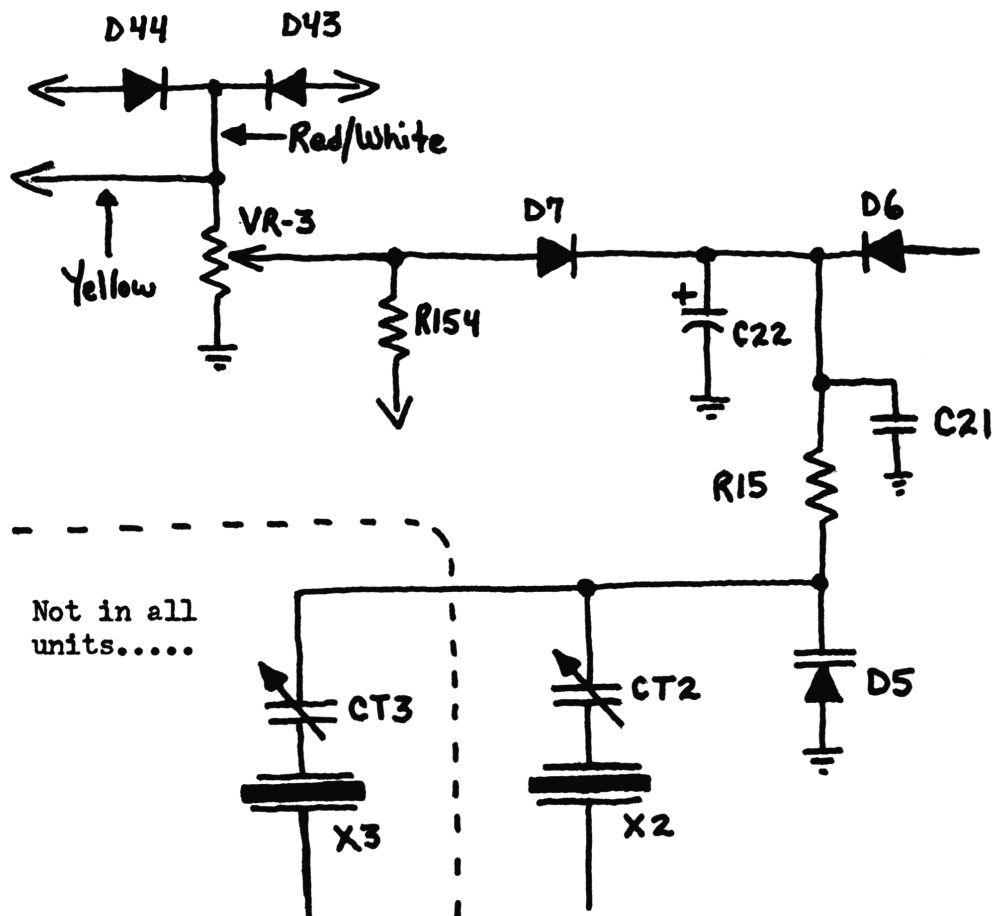 D44
D43
Red/White
VR-3
D7
D6
Yellow
R154
+
C22
C21
R15
Not in all
units.....
CT3
CT2
D5
X3
X2